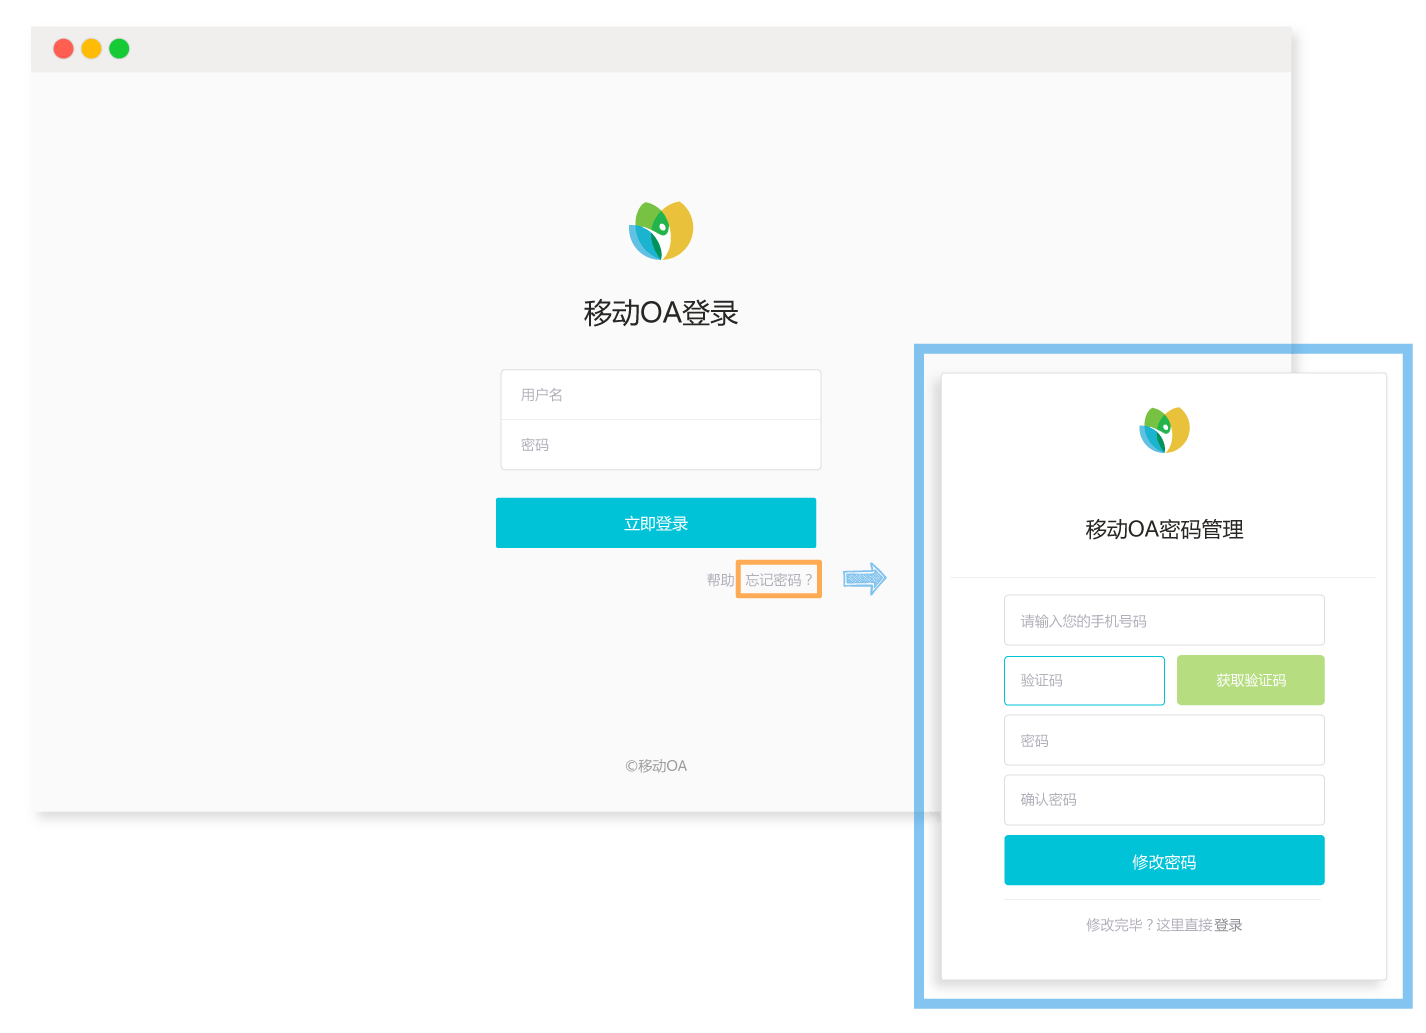 移动OA登录
用户名
密码
立即登录
帮助 忘记密码？
©移动OA
移动OA密码管理
请输入您的手机号码
验证码 获取验证码
密码
确认密码
修改密码
修改完毕？这里直接登录